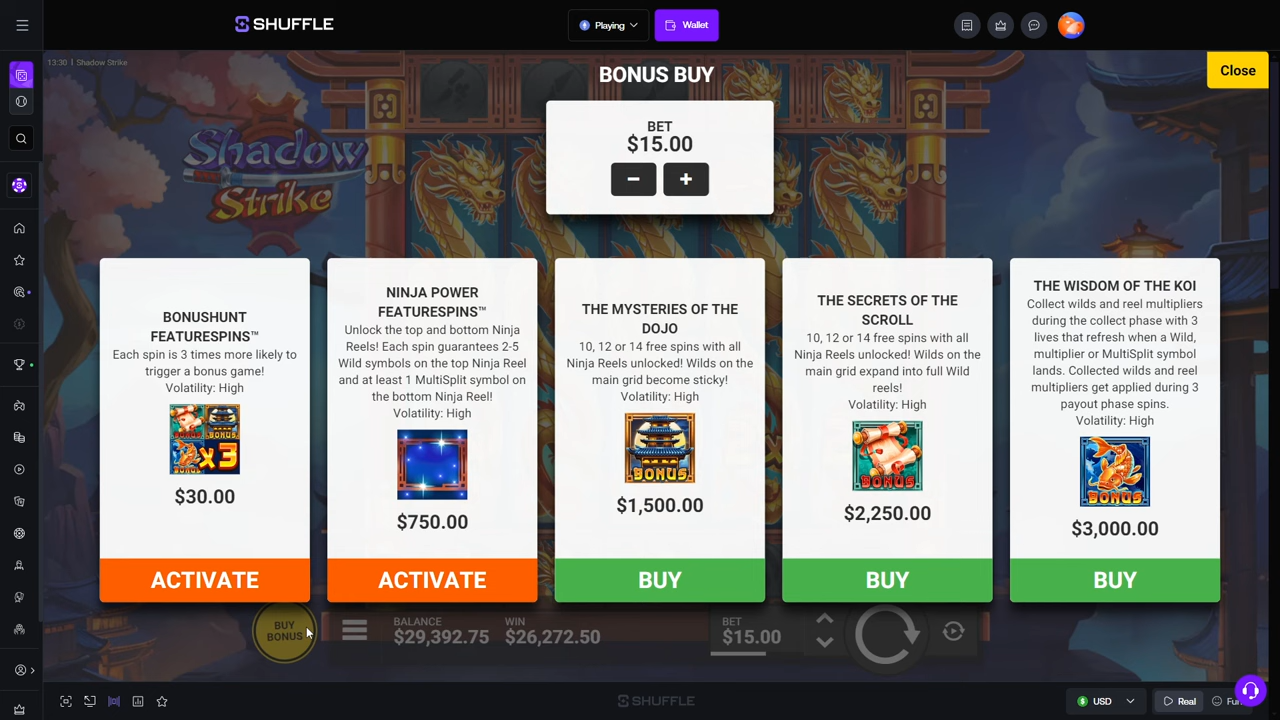 SHUFFLE
Playing
Wallet
13:30 | Shadow Strike
BONUS BUY
Close
BET
$15.00
Shadow
Strike
BONUSHUNT
FEATURESPINS™
Each spin is 3 times more likely to
trigger a bonus game!
Volatility: High
BONUS
x3
$30.00
ACTIVATE
NINJA POWER
FEATURESPINS™
Unlock the top and bottom Ninja
Reels! Each spin guarantees 2-5
Wild symbols on the top Ninja Reel
and at least 1 MultiSplit symbol on
the bottom Ninja Reel!
Volatility: High
$750.00
ACTIVATE
THE MYSTERIES OF THE
DOJO
10, 12 or 14 free spins with all
Ninja Reels unlocked! Wilds on the
main grid become sticky!
Volatility: High
BONUS
$1,500.00
BUY
THE SECRETS OF THE
SCROLL
10, 12 or 14 free spins with all
Ninja Reels unlocked! Wilds on the
main grid expand into full Wild
reels!
Volatility: High
BONUS
$2,250.00
BUY
THE WISDOM OF THE KOI
Collect wilds and reel multipliers
during the collect phase with 3
lives that refresh when a Wild,
multiplier or MultiSplit symbol
lands. Collected wilds and reel
multipliers get applied during 3
payout phase spins.
Volatility: High
BONUS
$3,000.00
BUY
BUY
BONUS
BALANCE
$29,392.75
WIN
$26,272.50
BET
$15.00
SHUFFLE
USD
Real
Fun